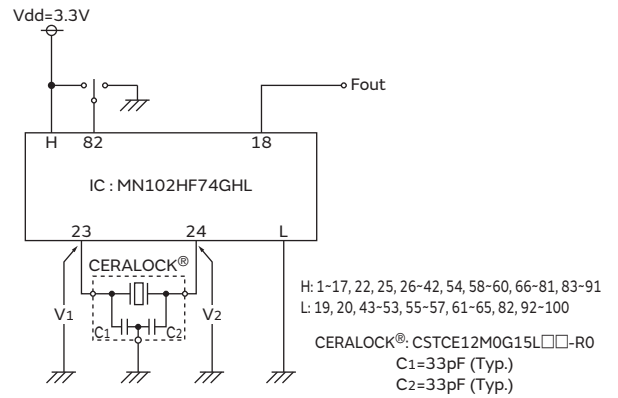 Vdd=3.3V
Fout
H 82 18
IC : MN102HF74GHL
23 24 L
CERALOCK®
V1 C1 C2 V2
H: 1~17, 22, 25, 26~42, 54, 58~60, 66~81, 83~91
L: 19, 20, 43~53, 55~57, 61~65, 82, 92~100
CERALOCK®: CSTCE12M0G15L□□-R0
C1=33pF (Typ.)
C2=33pF (Typ.)